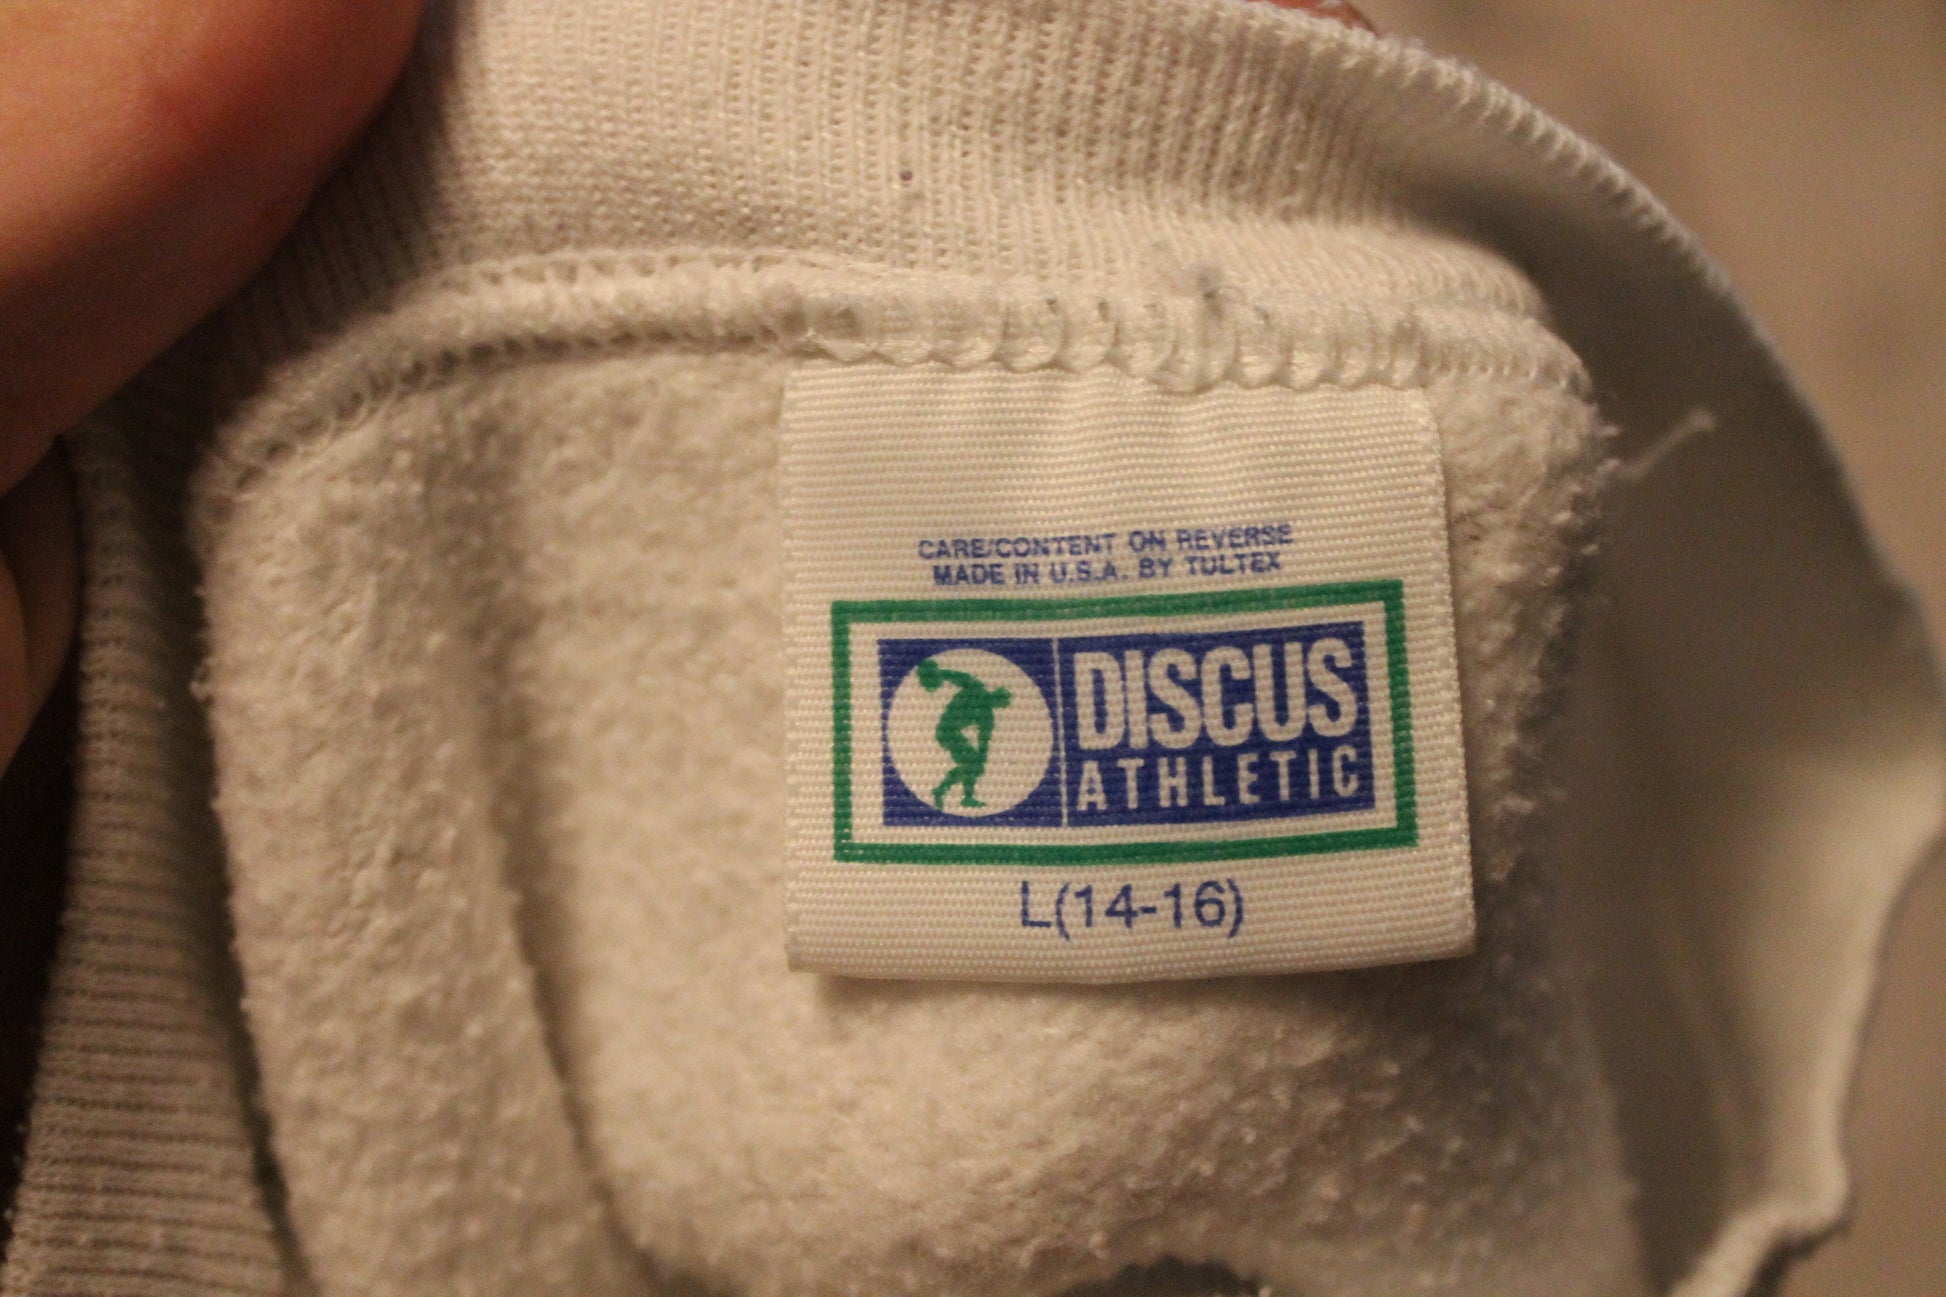 CARE/CONTENT ON REVERSE
MADE IN U.S.A. BY TULTEX
DISCUS
ATHLETIC
L(14-16)